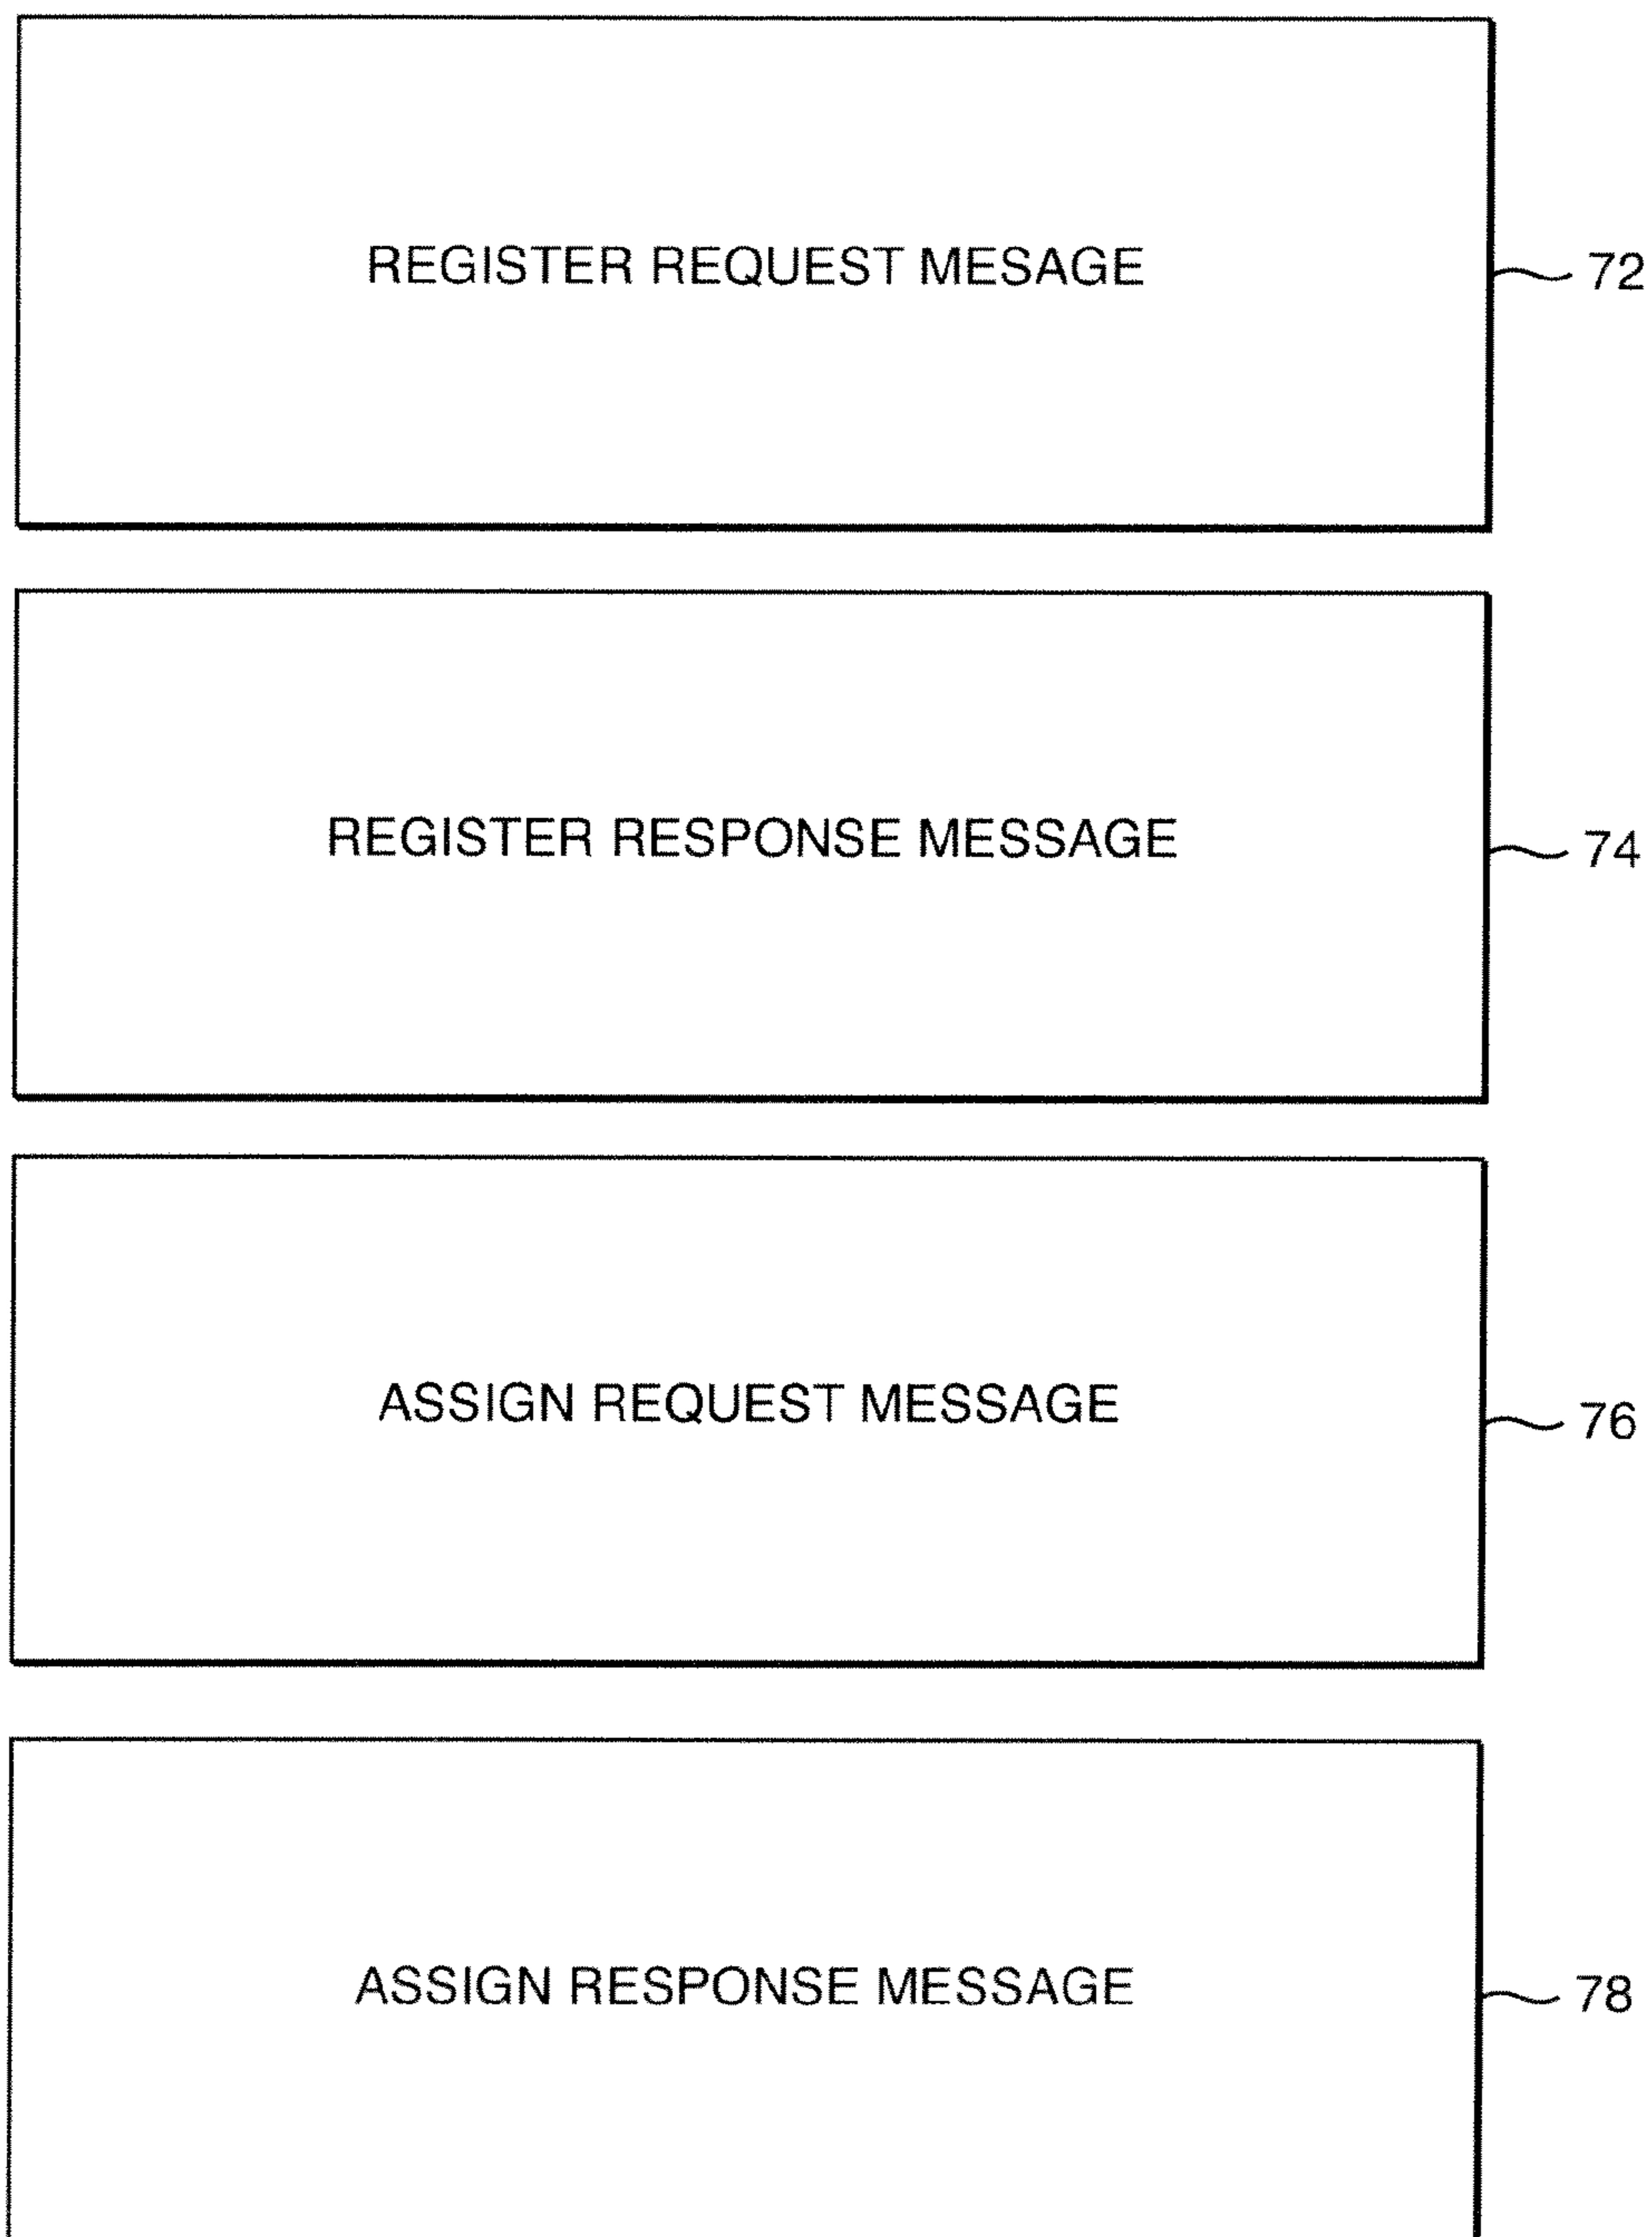 REGISTER REQUEST MESAGE
72
REGISTER RESPONSE MESSAGE
74
ASSIGN REQUEST MESSAGE
76
ASSIGN RESPONSE MESSAGE
78